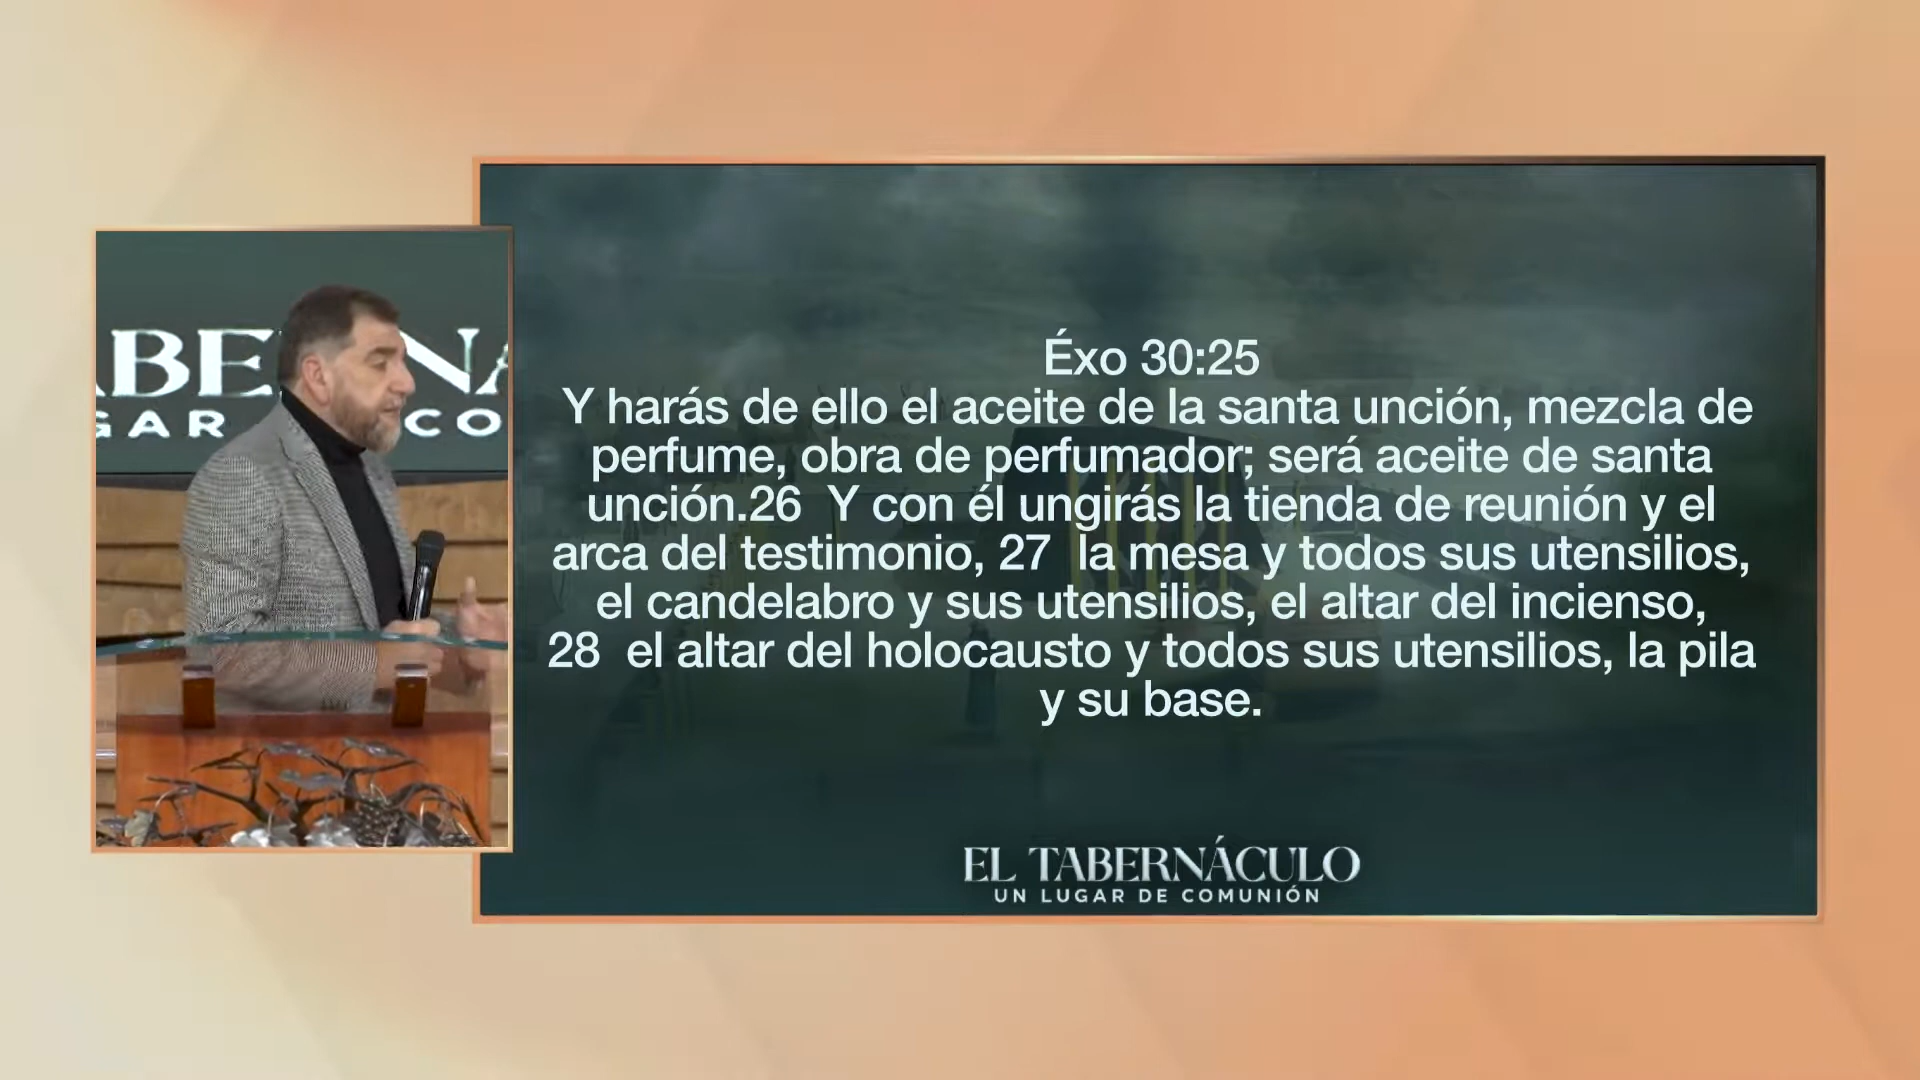 ABERNÁ
GAR CO
Éxo 30:25
Y harás de ello el aceite de la santa unción, mezcla de
perfume, obra de perfumador; será aceite de santa
unción.26 Y con él ungirás la tienda de reunión y el
arca del testimonio, 27 la mesa y todos sus utensilios,
el candelabro y sus utensilios, el altar del incienso,
28 el altar del holocausto y todos sus utensilios, la pila
y su base.
EL TABERNÁCULO
UN LUGAR DE COMUNIÓN